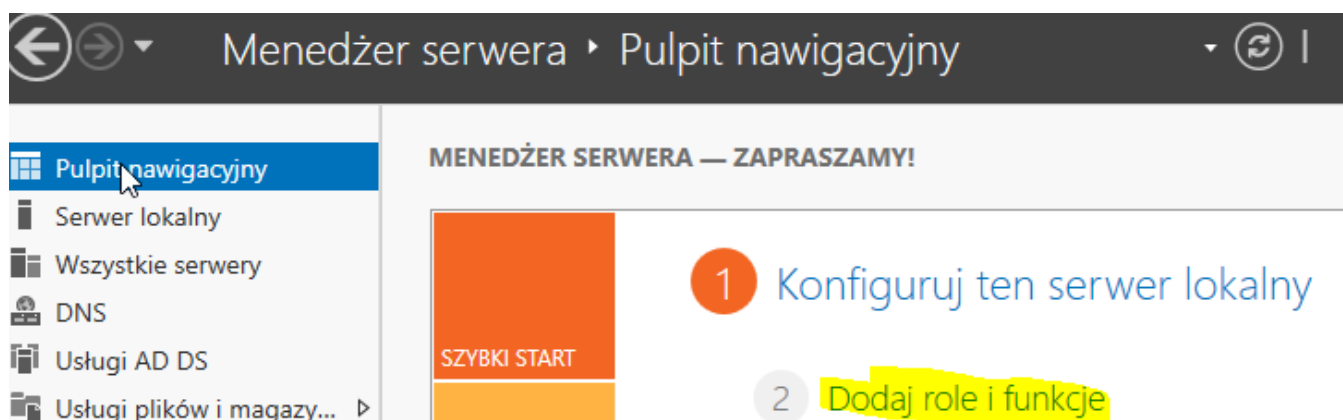 Menedżer serwera ‣ Pulpit nawigacyjny
Pulpit nawigacyjny
Serwer lokalny
Wszystkie serwery
DNS
Usługi AD DS
Usługi plików i magazy...
MENEDŻER SERWERA — ZAPRASZAMY!
SZYBKI START
1 Konfiguruj ten serwer lokalny
2 Dodaj role i funkcje